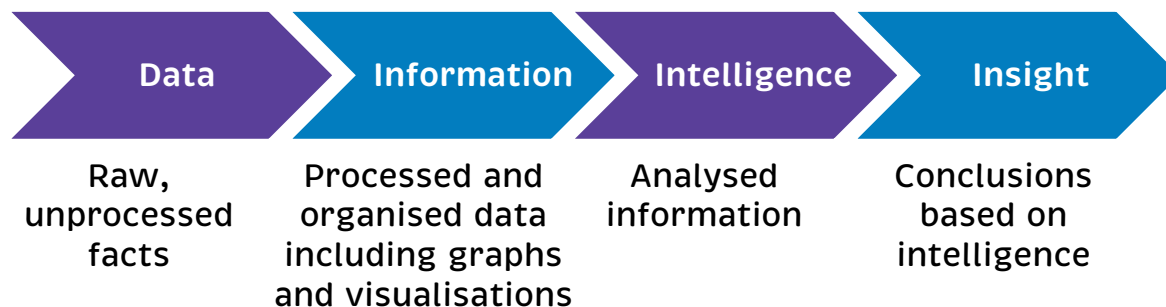 Data
Information
Intelligence
Insight
Raw,
unprocessed
facts
Processed and
organised data
including graphs
and visualisations
Analysed
information
Conclusions
based on
intelligence